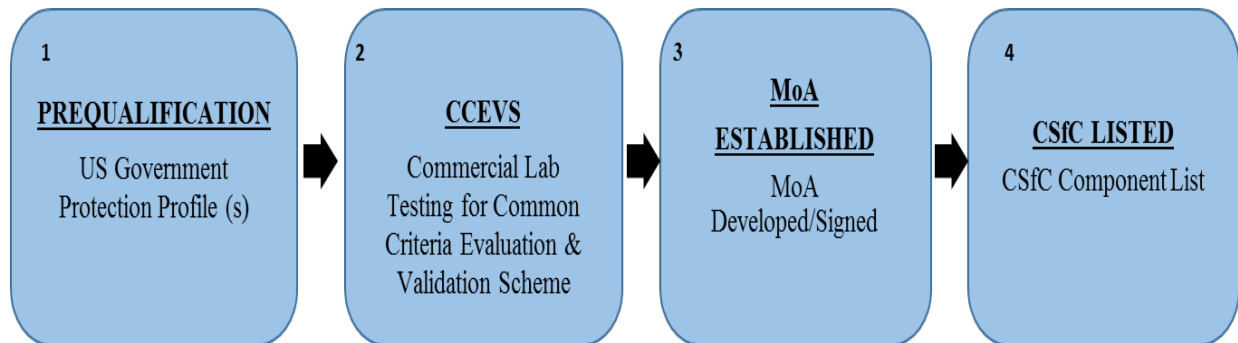 1
PREQUALIFICATION
US Government
Protection Profile (s)
2
CCEVS
Commercial Lab
Testing for Common
Criteria Evaluation &
Validation Scheme
3
MoA
ESTABLISHED
MoA
Developed/Signed
4
CSfC LISTED
CSfC Component List